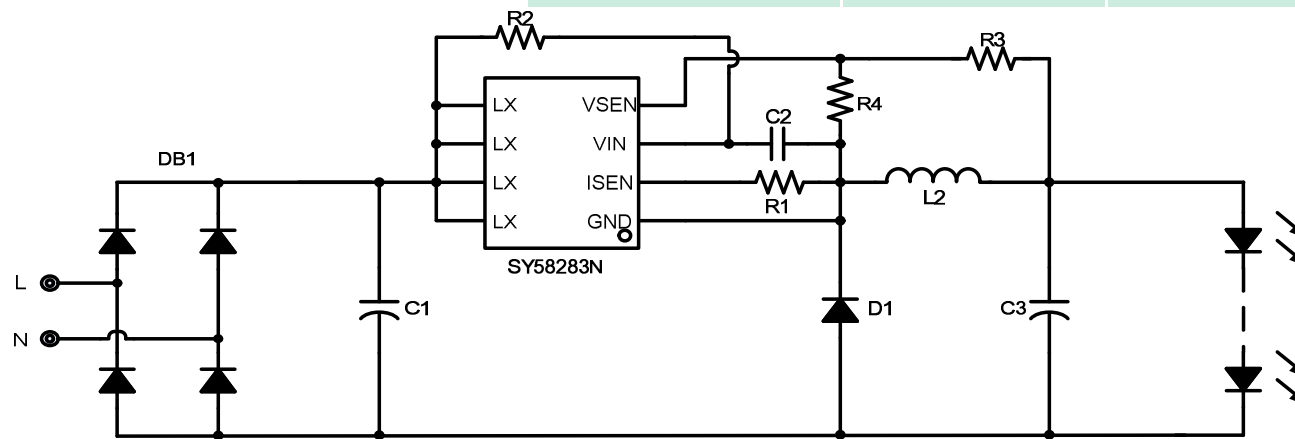 R2
R3
LX
VSEN
R4
C2
LX
VIN
DB1
LX
ISEN
R1
L2
LX
GND
SY58283N
L
C1
D1
C3
N